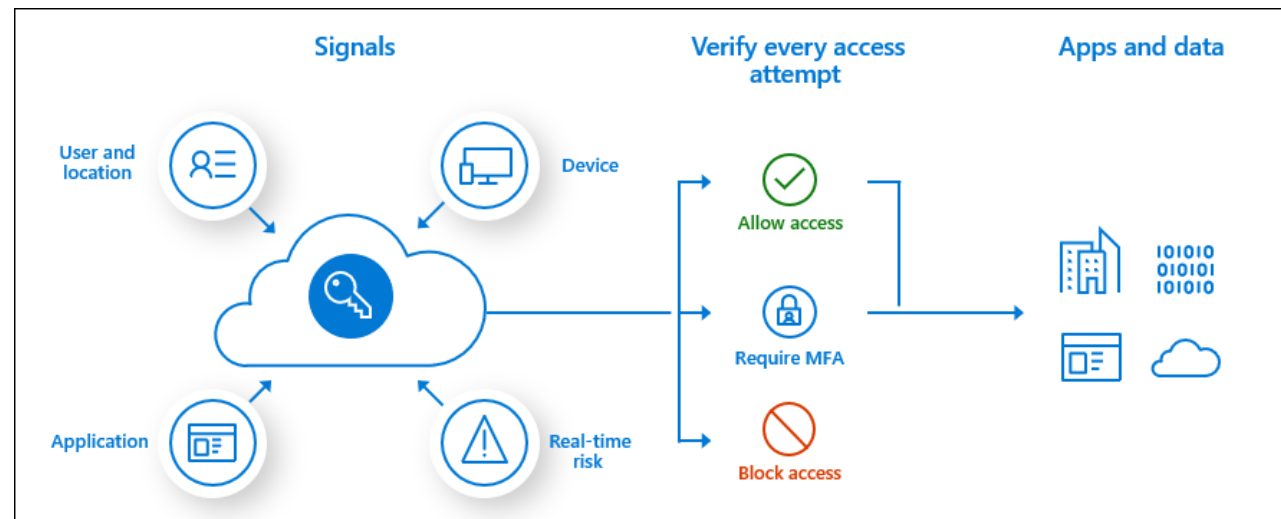 Signals
Verify every access
attempt
Apps and data
User and
location
Device
Allow access
101010
010101
101010
Require MFA
Application
Real-time
risk
Block access